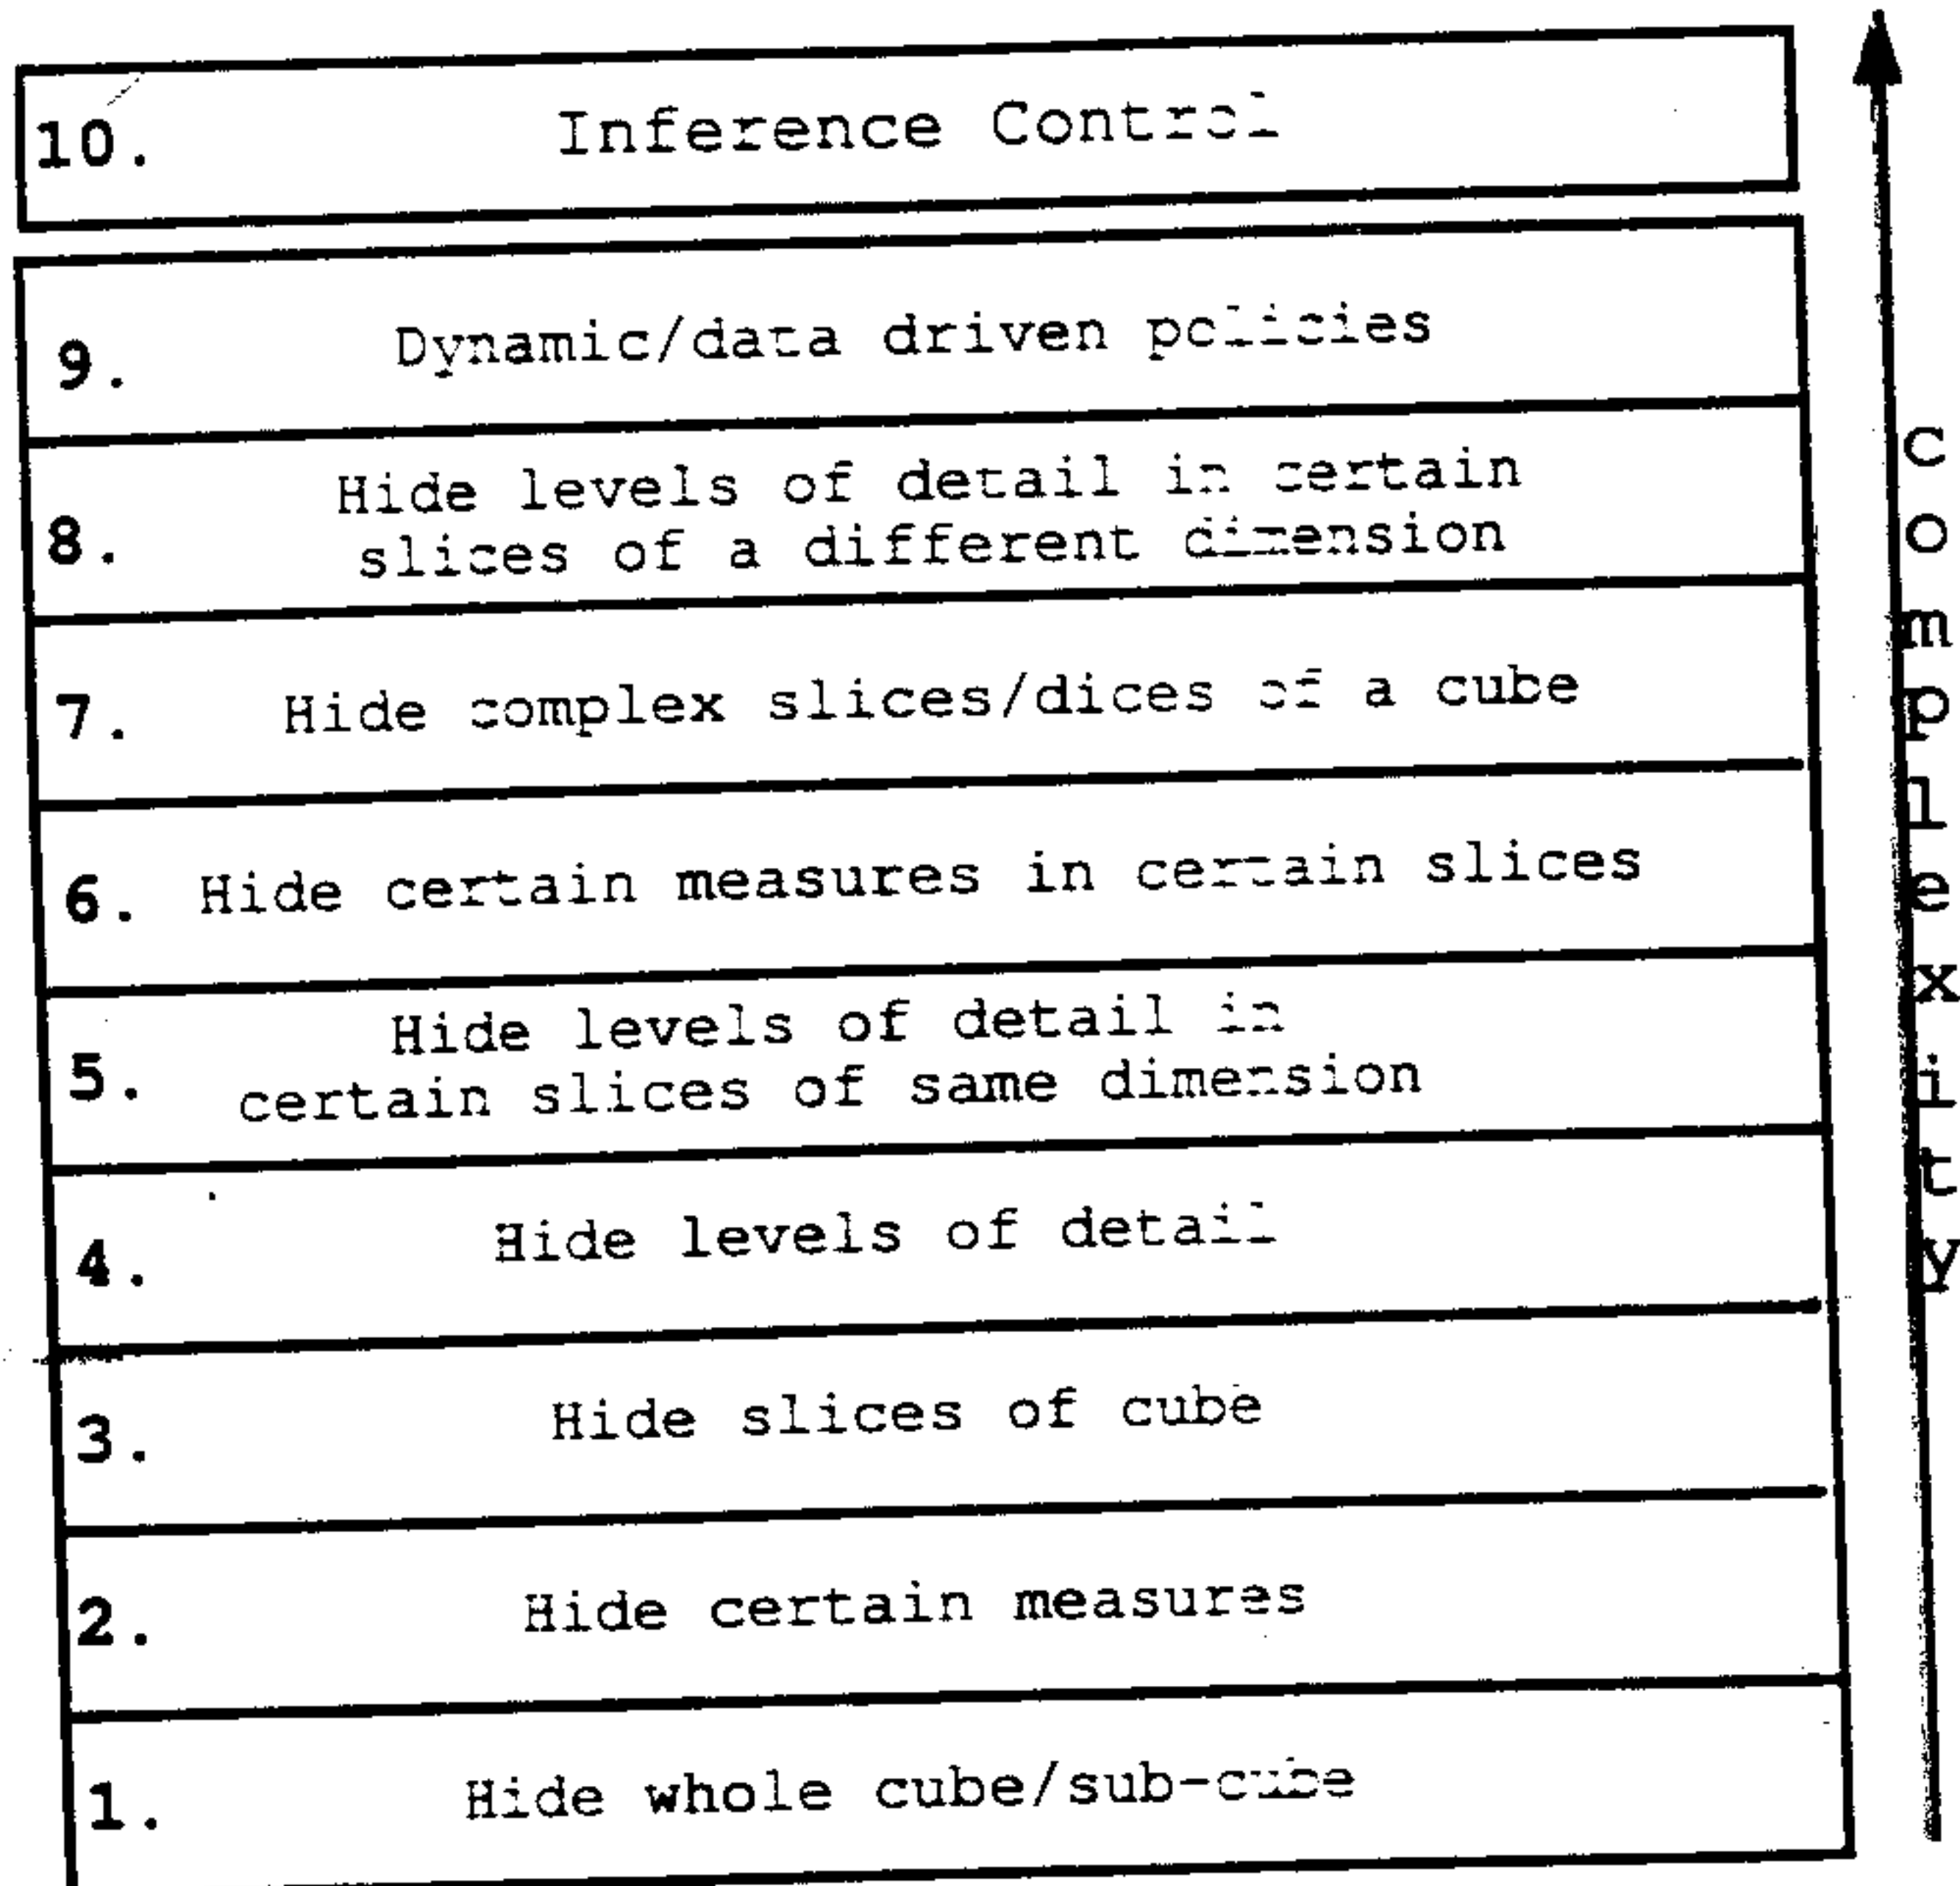 10. Inference Control
9. Dynamic/data driven policies
8. Hide levels of detail in certain
slices of a different dimension
7. Hide complex slices/dices of a cube
6. Hide certain measures in certain slices
5. Hide levels of detail in
certain slices of same dimension
4. Hide levels of detail
3. Hide slices of cube
2. Hide certain measures
1. Hide whole cube/sub-cube
Complexity